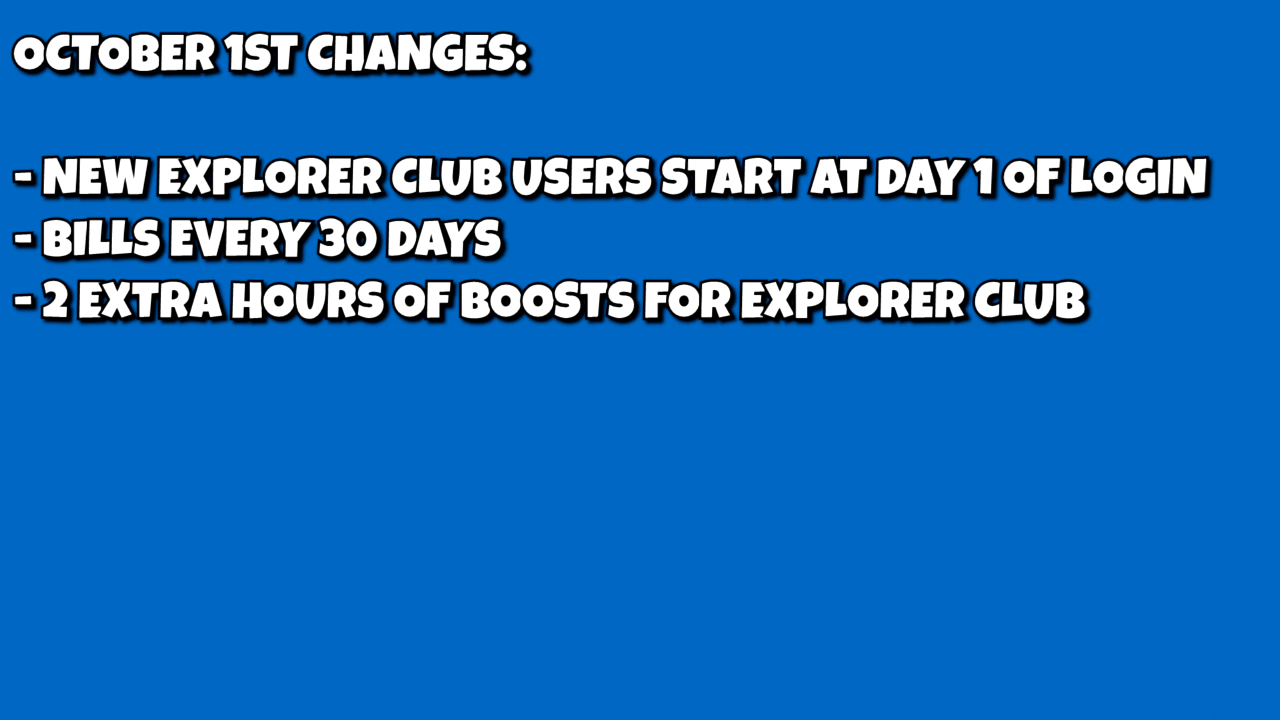 OCTOBER 1ST CHANGES:
- NEW EXPLORER CLUB USERS START AT DAY 1 OF LOGIN
- BILLS EVERY 30 DAYS
- 2 EXTRA HOURS OF BOOSTS FOR EXPLORER CLUB